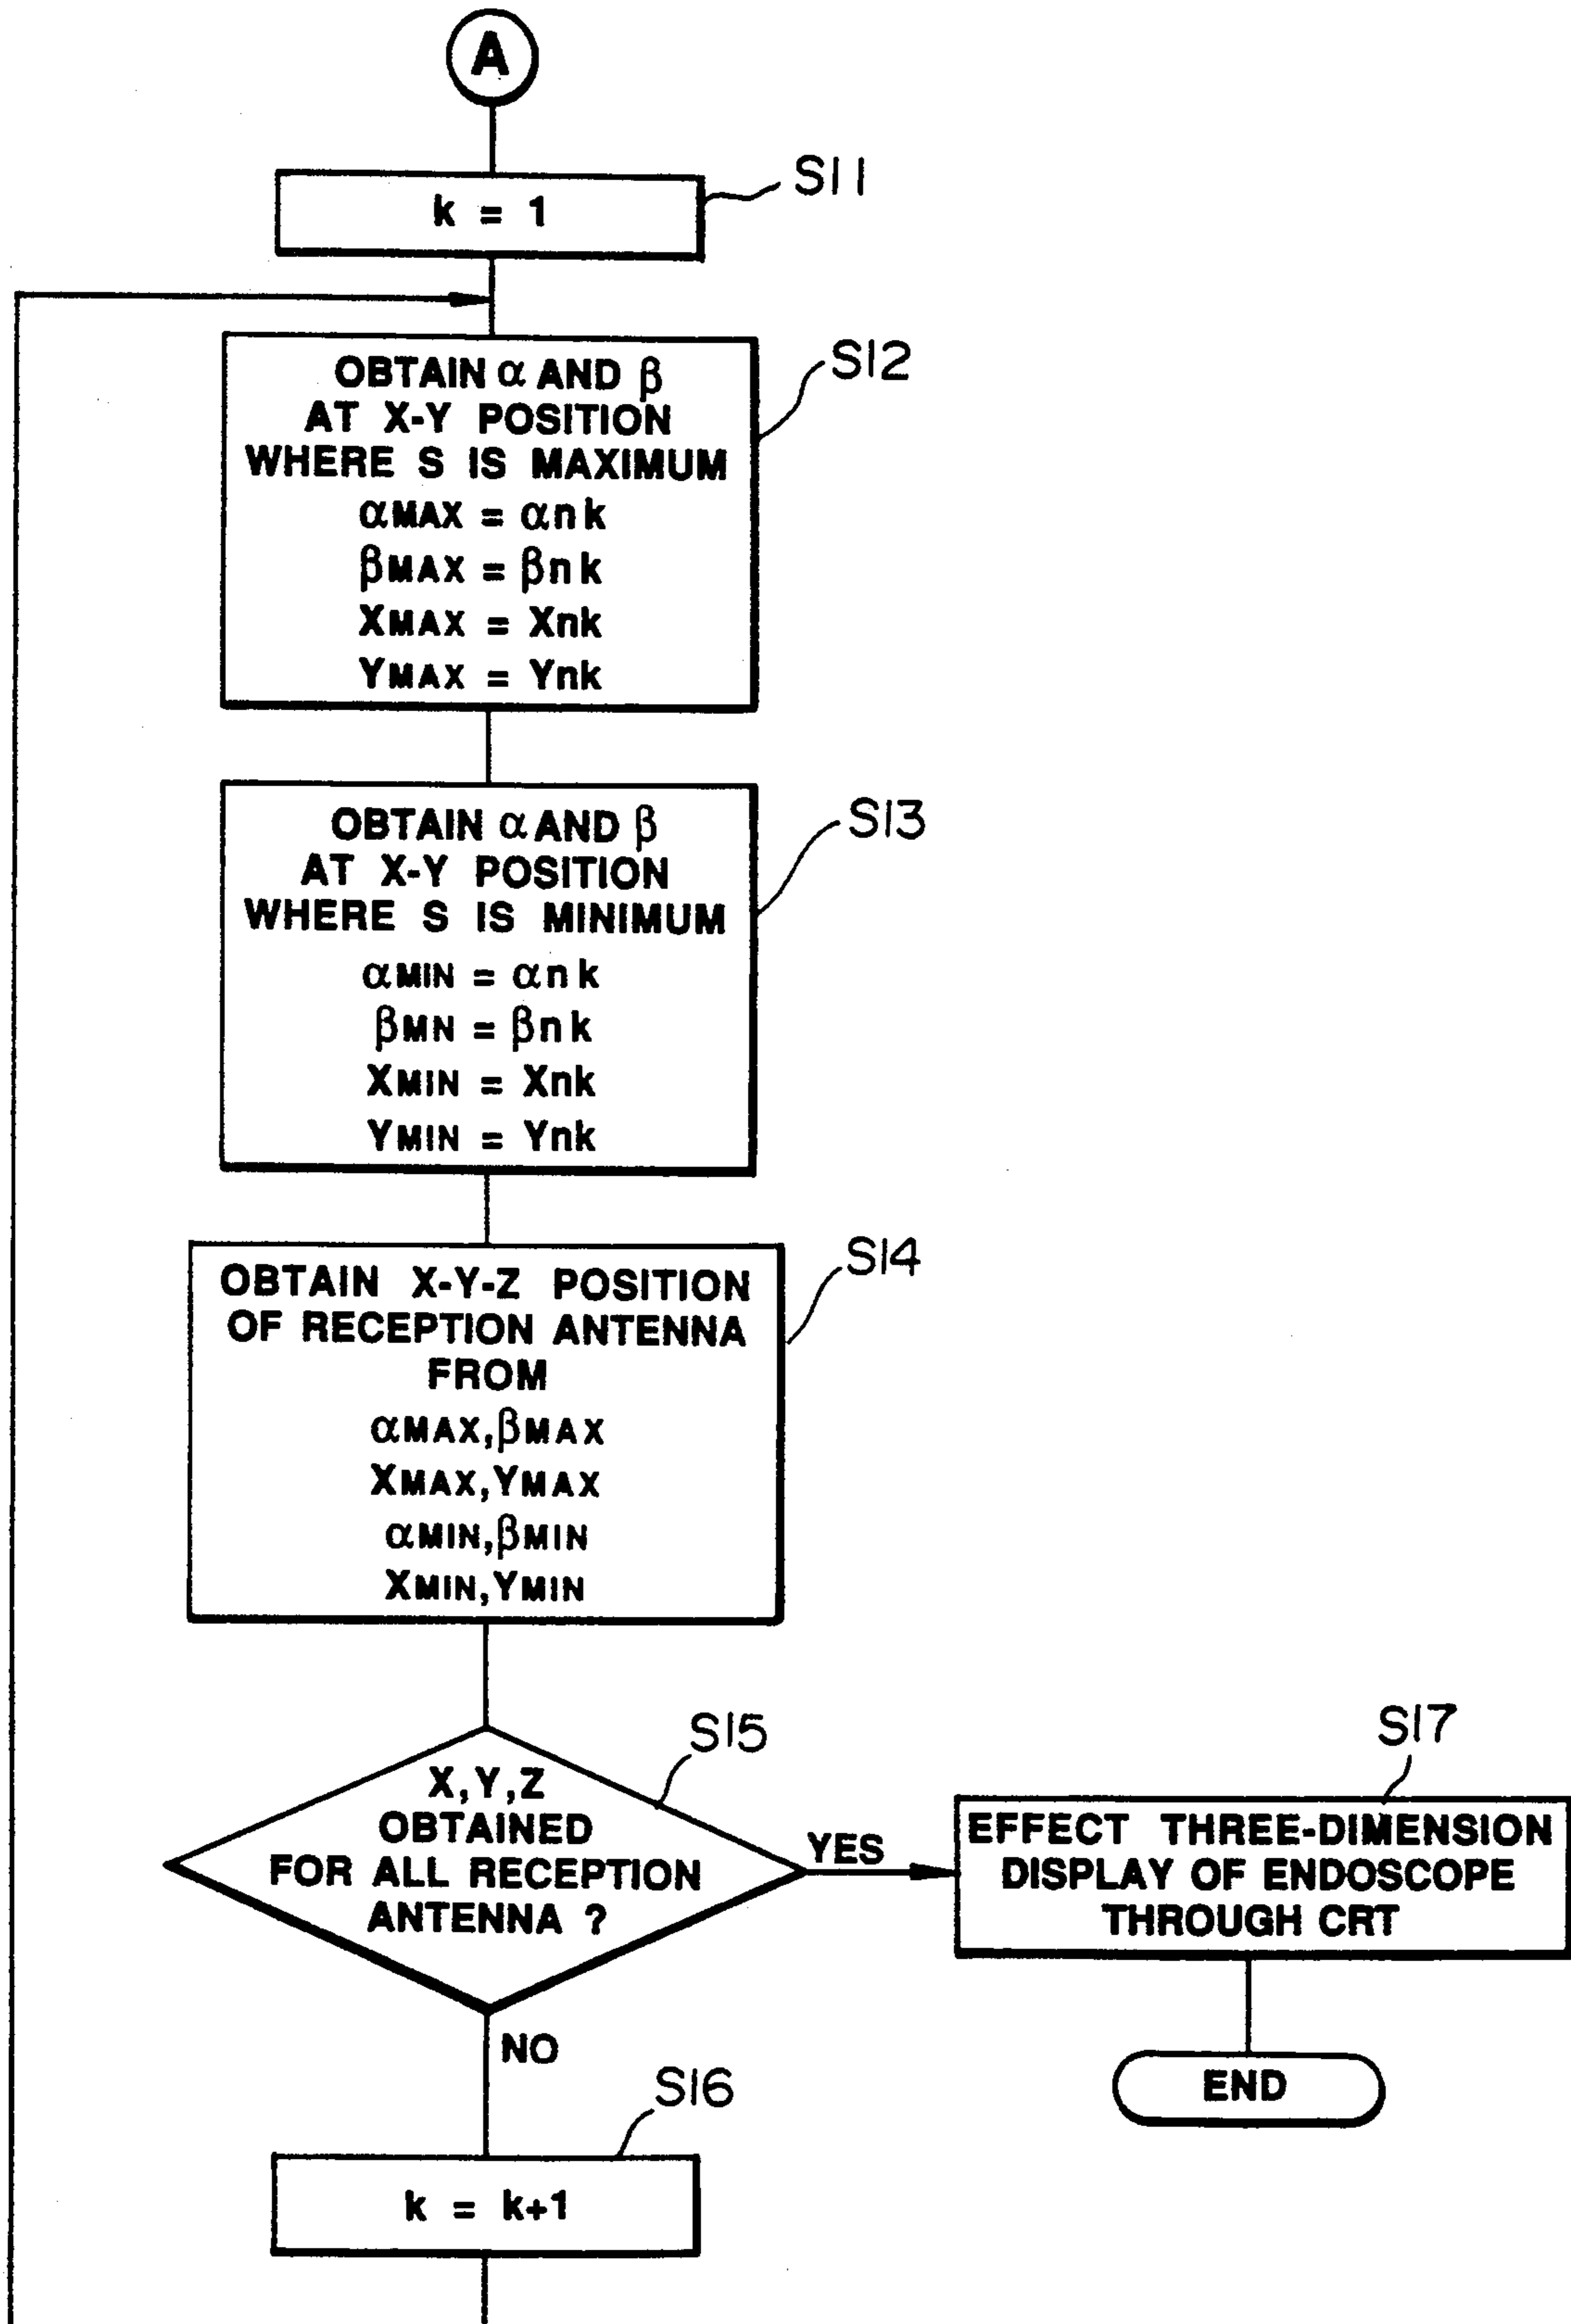 A
S11
k = 1
S12
OBTAIN α AND β
AT X-Y POSITION
WHERE S IS MAXIMUM
αMAX = αnk
βMAX = βnk
XMAX = Xnk
YMAX = Ynk
S13
OBTAIN α AND β
AT X-Y POSITION
WHERE S IS MINIMUM
αMIN = αnk
βMN = βnk
XMIN = Xnk
YMIN = Ynk
S14
OBTAIN X-Y-Z POSITION
OF RECEPTION ANTENNA
FROM
αMAX,βMAX
XMAX,YMAX
αMIN,βMIN
XMIN,YMIN
S15
X,Y,Z
OBTAINED
FOR ALL RECEPTION
ANTENNA ?
YES
S17
EFFECT THREE-DIMENSION
DISPLAY OF ENDOSCOPE
THROUGH CRT
END
NO
S16
k = k+1